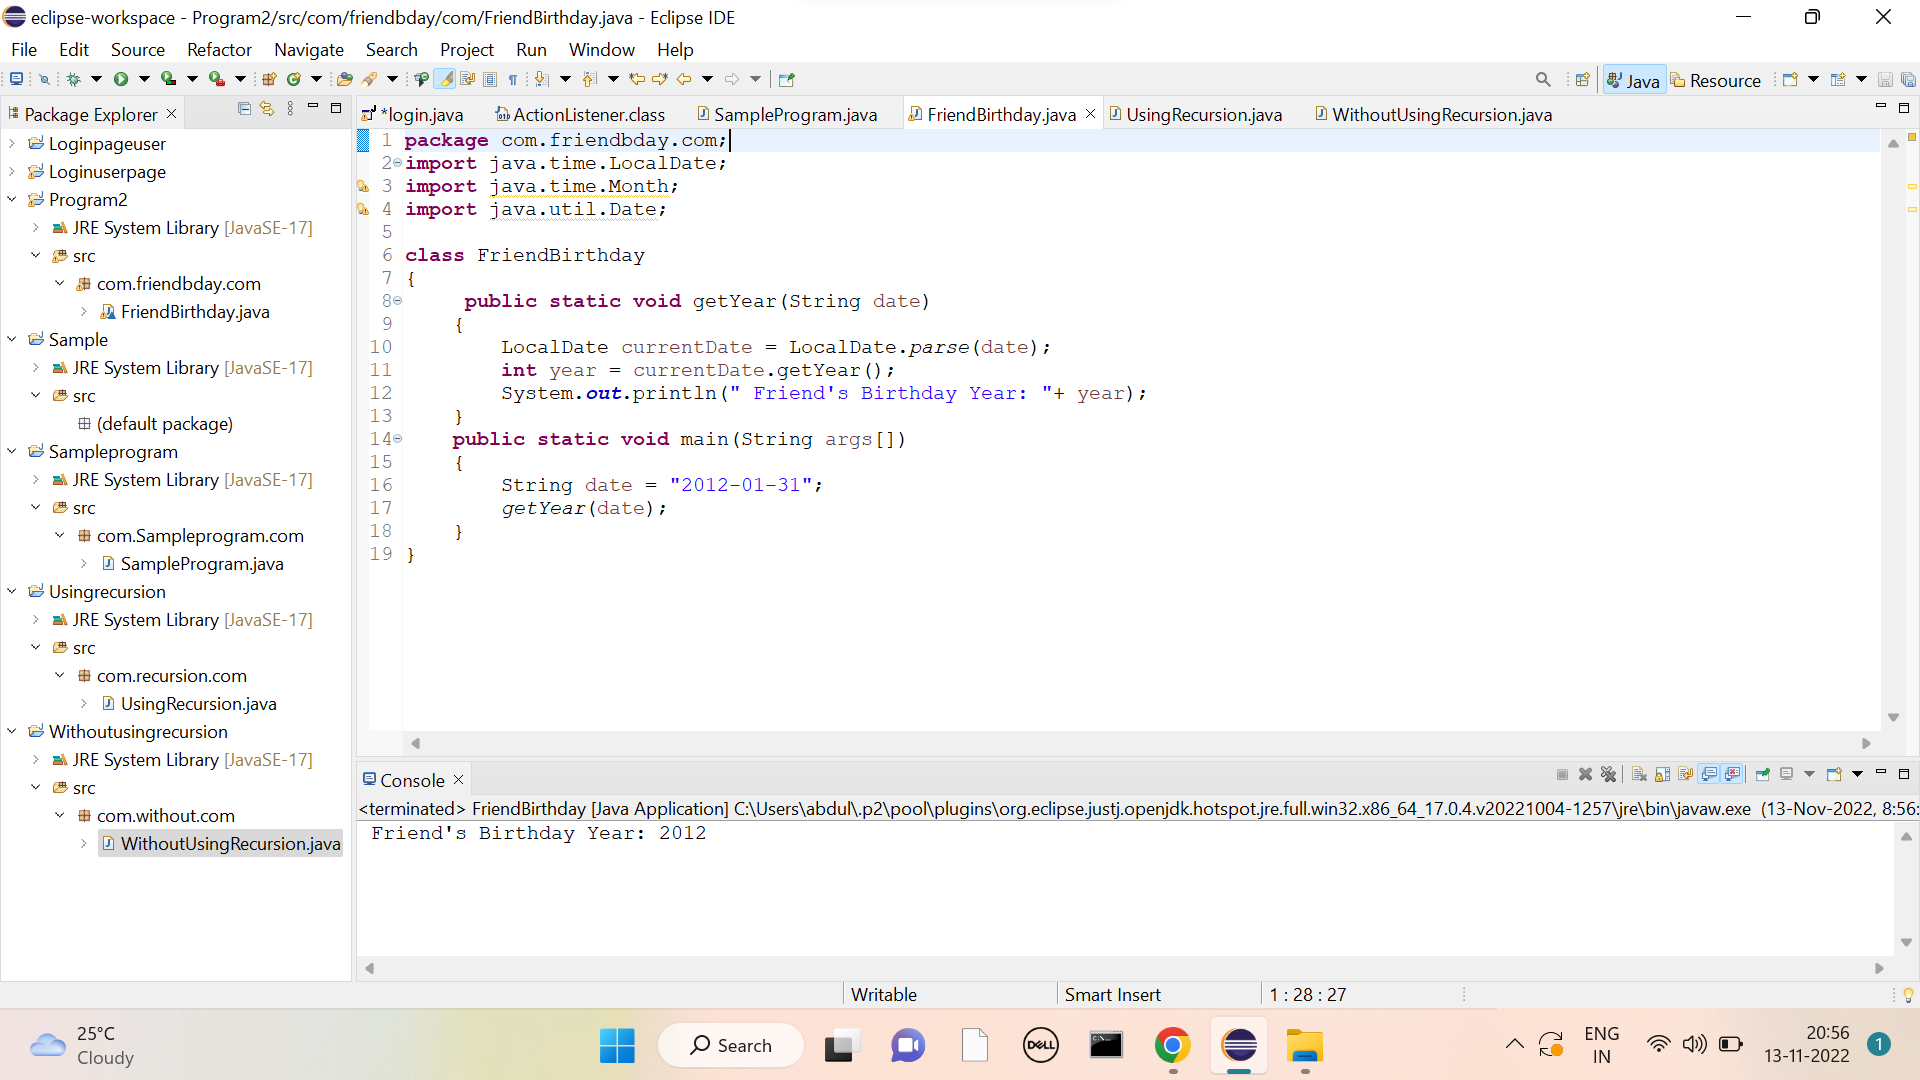 eclipse-workspace - Program2/src/com/friendbday/com/FriendBirthday.java - Eclipse IDE
File Edit Source Refactor Navigate Search Project Run Window Help
Java Resource
Package Explorer
*login.java ActionListener.class SampleProgram.java FriendBirthday.java UsingRecursion.java WithoutUsingRecursion.java
Loginpageuser
Loginuserpage
Program2
JRE System Library [JavaSE-17]
src
com.friendbday.com
FriendBirthday.java
Sample
JRE System Library [JavaSE-17]
src
(default package)
Sampleprogram
JRE System Library [JavaSE-17]
src
com.Sampleprogram.com
SampleProgram.java
Usingrecursion
JRE System Library [JavaSE-17]
src
com.recursion.com
UsingRecursion.java
Withoutusingrecursion
JRE System Library [JavaSE-17]
src
com.without.com
WithoutUsingRecursion.java
1 package com.friendbday.com;
2 import java.time.LocalDate;
3 import java.time.Month;
4 import java.util.Date;
5
6 class FriendBirthday
7 {
8 public static void getYear(String date)
9 {
10 LocalDate currentDate = LocalDate.parse(date);
11 int year = currentDate.getYear();
12 System.out.println(" Friend's Birthday Year: "+ year);
13 }
14 public static void main(String args[])
15 {
16 String date = "2012-01-31";
17 getYear(date);
18 }
19 }
Console
<terminated> FriendBirthday [Java Application] C:\Users\abdul\.p2\pool\plugins\org.eclipse.justj.openjdk.hotspot.jre.full.win32.x86_64_17.0.4.v20221004-1257\jre\bin\javaw.exe (13-Nov-2022, 8:56:
Friend's Birthday Year: 2012
Writable Smart Insert 1 : 28 : 27
25°C
Cloudy
Search
DELL
ENG
IN
20:56
13-11-2022
1